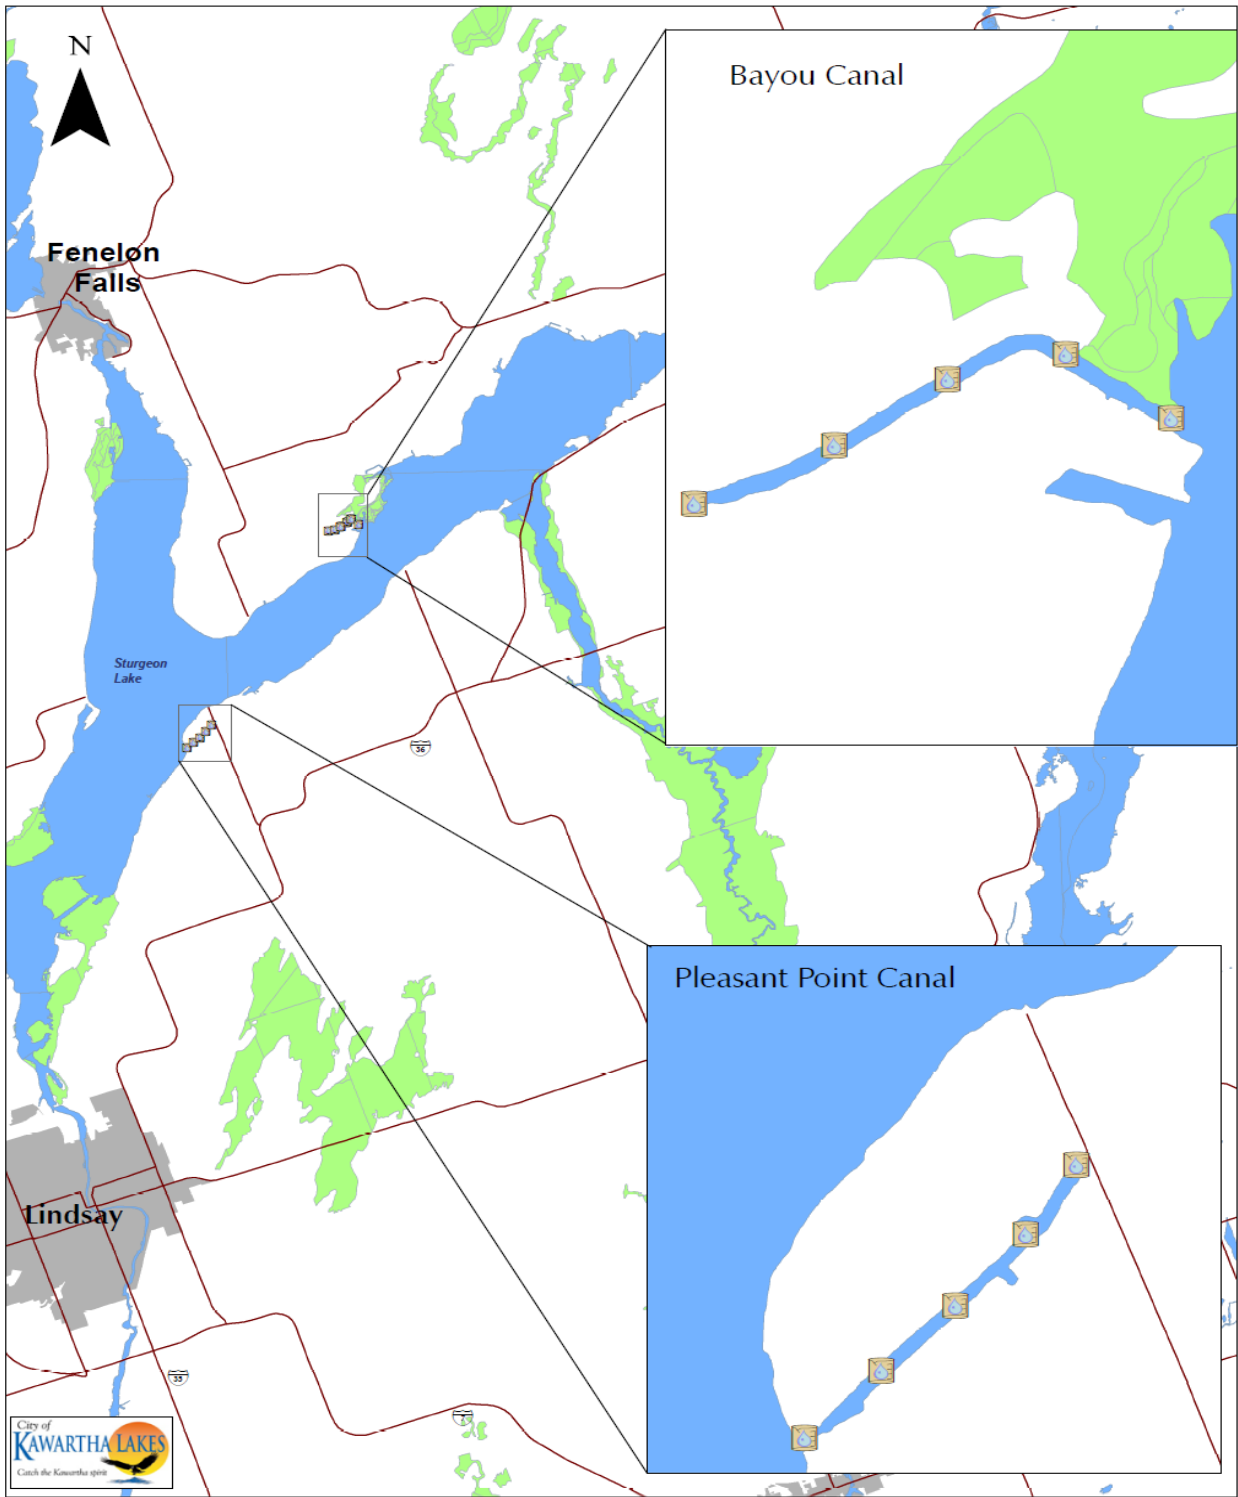 N
Bayou Canal
Fenelon
Falls
Sturgeon
Lake
36
Pleasant Point Canal
Lindsay
35
7
City of
KAWARTHA LAKES
Catch the Kawartha spirit